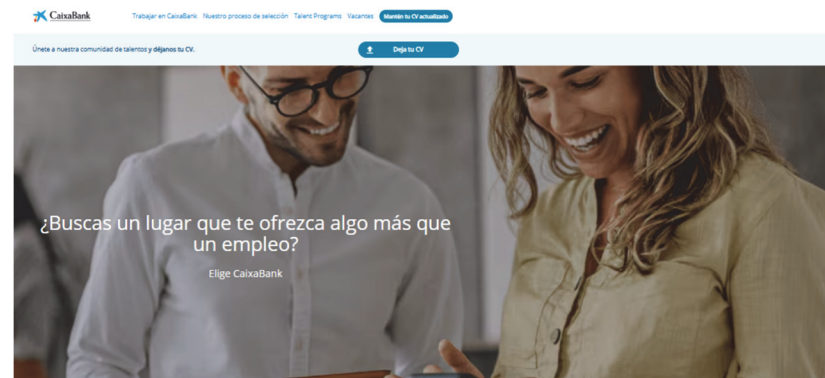 CaixaBank
Trabajar en CaixaBank Nuestro proceso de selección Talent Programs Vacantes Mantén tu CV actualizado
Únete a nuestra comunidad de talentos y déjanos tu CV. Deja tu CV
¿Buscas un lugar que te ofrezca algo más que
un empleo?
Elige CaixaBank